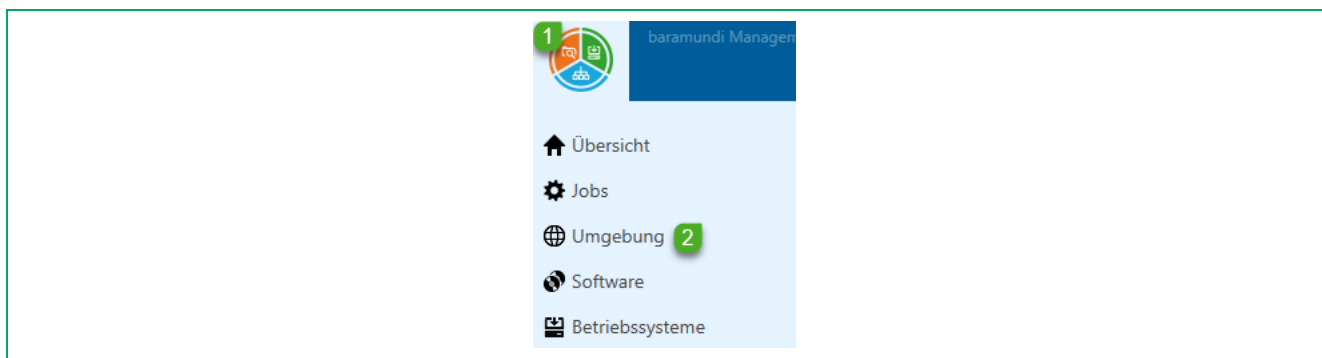 1
baramundi Managem
Übersicht
Jobs
Umgebung 2
Software
Betriebssysteme